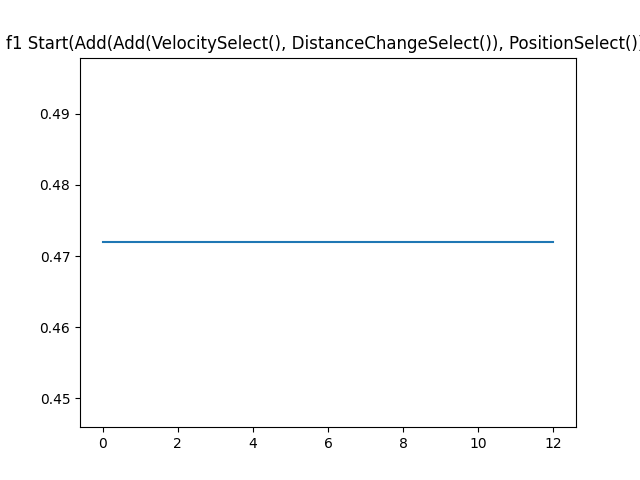 f1 Start(Add(Add(VelocitySelect(), DistanceChangeSelect()), PositionSelect())
0.49
0.48
0.47
0.46
0.45
0 2 4 6 8 10 12